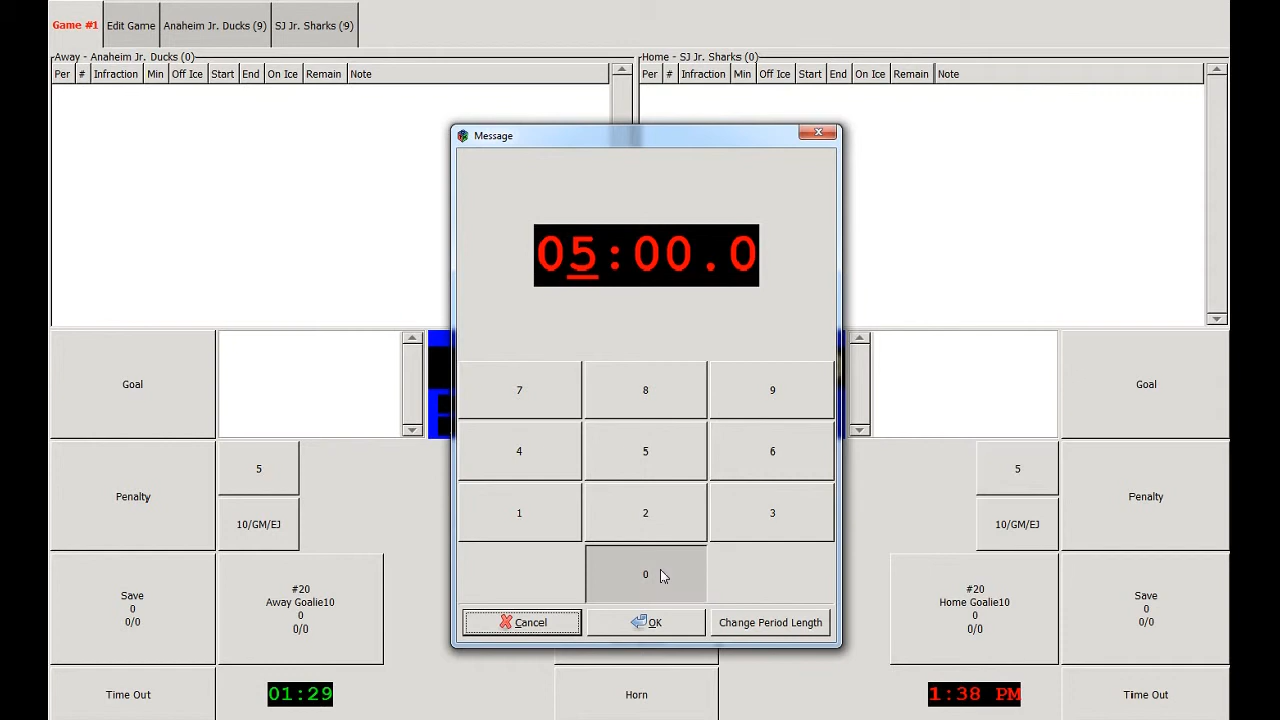 Game #1 Edit Game Anaheim Jr. Ducks (9) SJ Jr. Sharks (9)
Away - Anaheim Jr. Ducks (0)
Per # Infraction Min Off Ice Start End On Ice Remain Note
Home - SJ Jr. Sharks (0)
Per # Infraction Min Off Ice Start End On Ice Remain Note
Message
05:00.0
7 8 9
4 5 6
1 2 3
0
Cancel OK Change Period Length
Goal
Penalty
5
10/GM/EJ
Save
0
0/0
#20
Away Goalie10
0
0/0
Time Out
01:29
Horn
Goal
5
10/GM/EJ
Penalty
#20
Home Goalie10
0
0/0
Save
0
0/0
1:38 PM
Time Out